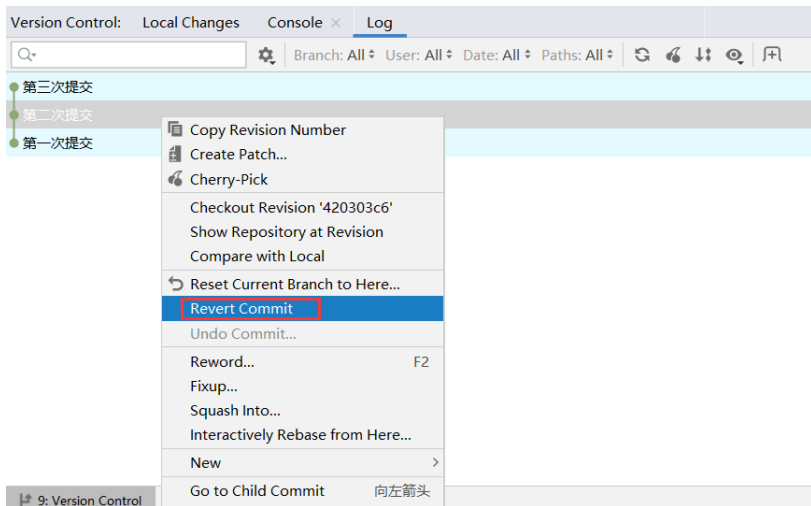 Version Control: Local Changes Console × Log
Branch: All User: All Date: All Paths: All
第三次提交
第二次提交
第一次提交
Copy Revision Number
Create Patch...
Cherry-Pick
Checkout Revision '420303c6'
Show Repository at Revision
Compare with Local
Reset Current Branch to Here...
Revert Commit
Undo Commit...
Reword... F2
Fixup...
Squash Into...
Interactively Rebase from Here...
New
Go to Child Commit 向左箭头
9: Version Control